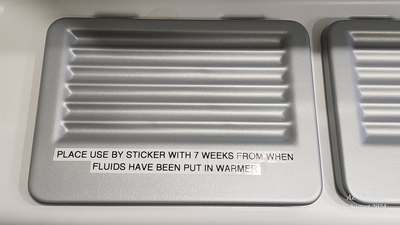 PLACE USE BY STICKER WITH 7 WEEKS FROM WHEN
FLUIDS HAVE BEEN PUT IN WARMER